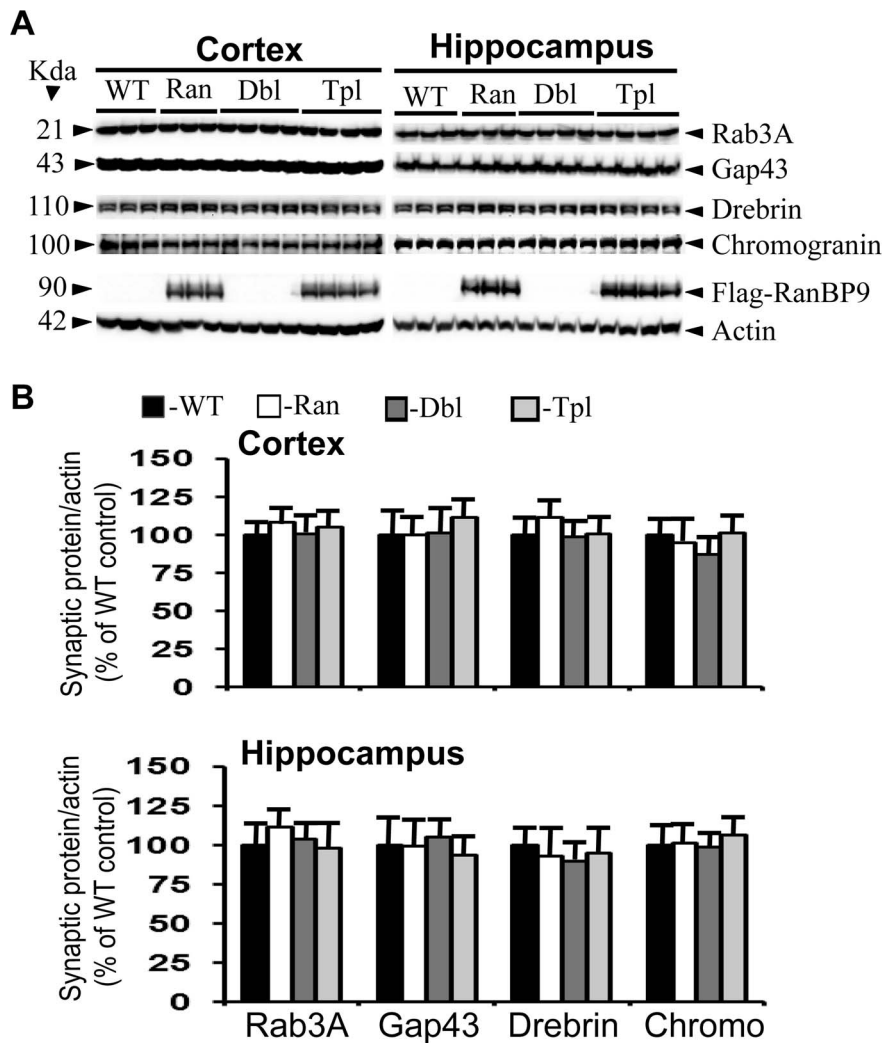 A
Cortex Hippocampus
Kda
WT Ran Dbl Tpl WT Ran Dbl Tpl
21 Rab3A
43 Gap43
110 Drebrin
100 Chromogranin
90 Flag-RanBP9
42 Actin
B
-WT -Ran -Dbl -Tpl
Cortex
Synaptic protein/actin
(% of WT control)
150
125
100
75
50
25
0
Hippocampus
Synaptic protein/actin
(% of WT control)
150
125
100
75
50
25
0
Rab3A Gap43 Drebrin Chromo